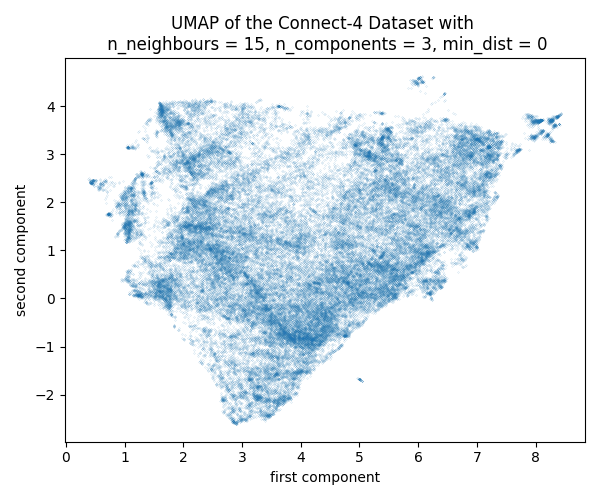 UMAP of the Connect-4 Dataset with
n_neighbours = 15, n_components = 3, min_dist = 0
4
3
2
1
0
−1
−2
second component
0 1 2 3 4 5 6 7 8
first component